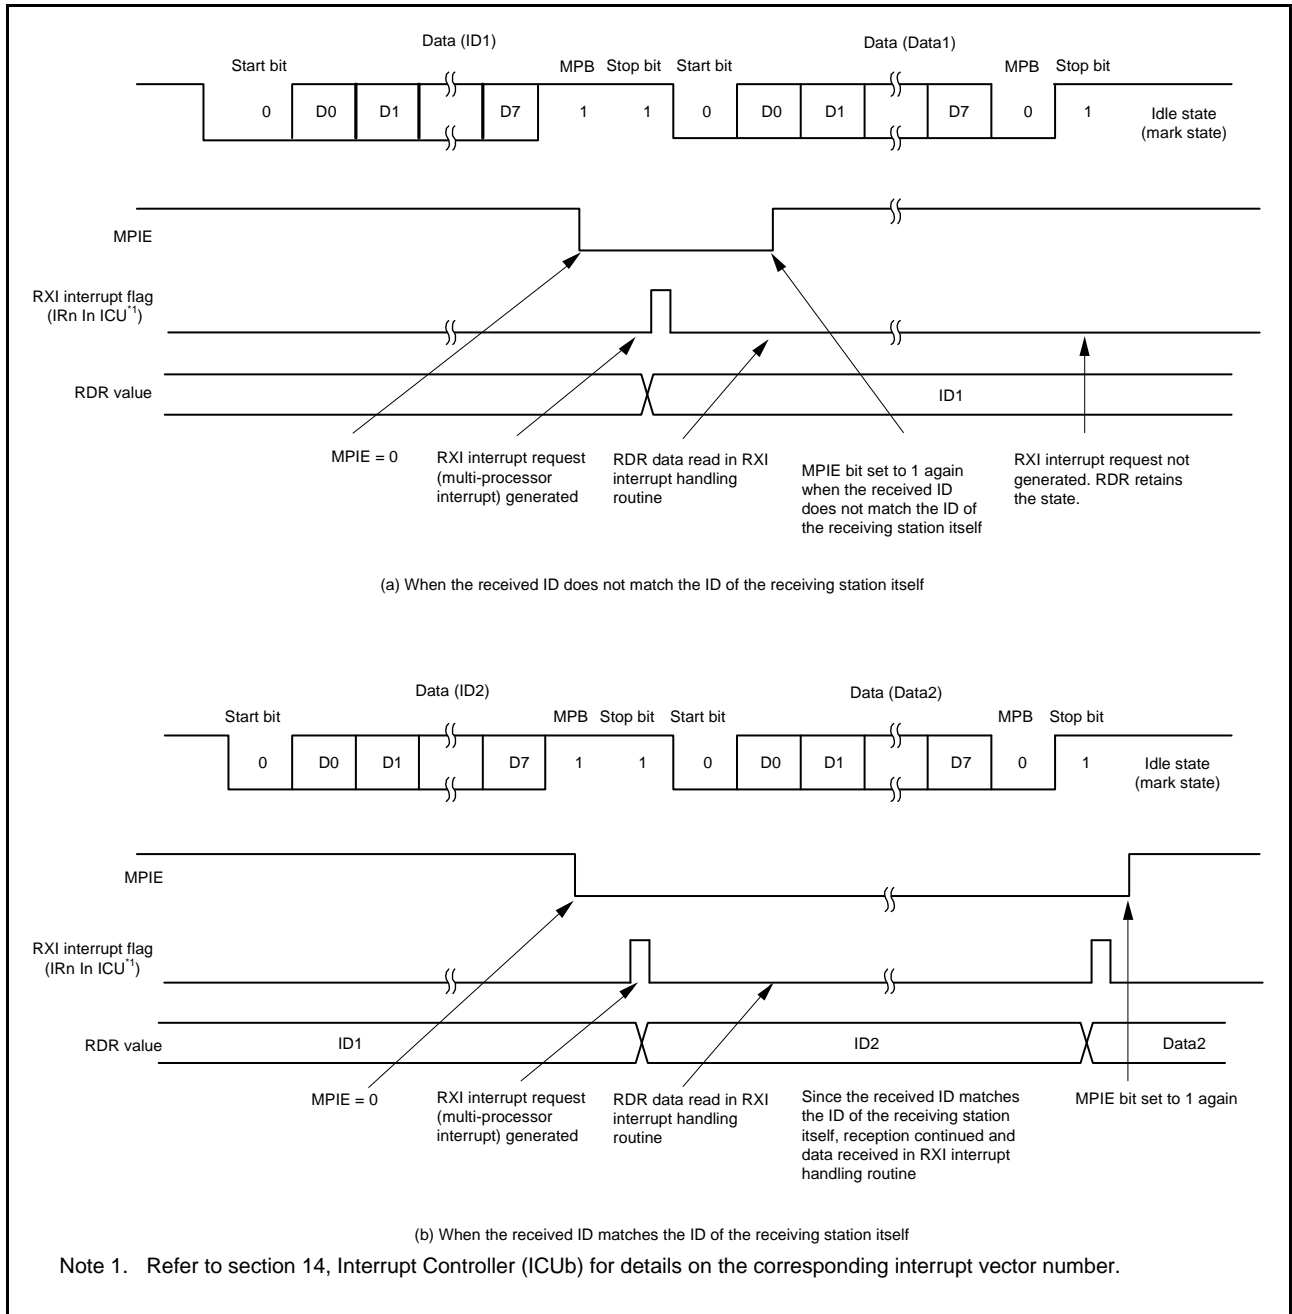 Data (ID1) Data (Data1)
Start bit MPB Stop bit Start bit MPB Stop bit
0 D0 D1 D7 1 1 0 D0 D1 D7 0 1 Idle state
(mark state)
MPIE
RXI interrupt flag
(IRn In ICU*1)
RDR value ID1
MPIE = 0
RXI interrupt request
(multi-processor
interrupt) generated
RDR data read in RXI
interrupt handling
routine
MPIE bit set to 1 again
when the received ID
does not match the ID of
the receiving station itself
RXI interrupt request not
generated. RDR retains
the state.
(a) When the received ID does not match the ID of the receiving station itself
Data (ID2) Data (Data2)
Start bit MPB Stop bit Start bit MPB Stop bit
0 D0 D1 D7 1 1 0 D0 D1 D7 0 1 Idle state
(mark state)
MPIE
RXI interrupt flag
(IRn In ICU*1)
RDR value ID1 ID2 Data2
MPIE = 0
RXI interrupt request
(multi-processor
interrupt) generated
RDR data read in RXI
interrupt handling
routine
Since the received ID matches
the ID of the receiving station
itself, reception continued and
data received in RXI interrupt
handling routine
MPIE bit set to 1 again
(b) When the received ID matches the ID of the receiving station itself
Note 1. Refer to section 14, Interrupt Controller (ICUb) for details on the corresponding interrupt vector number.